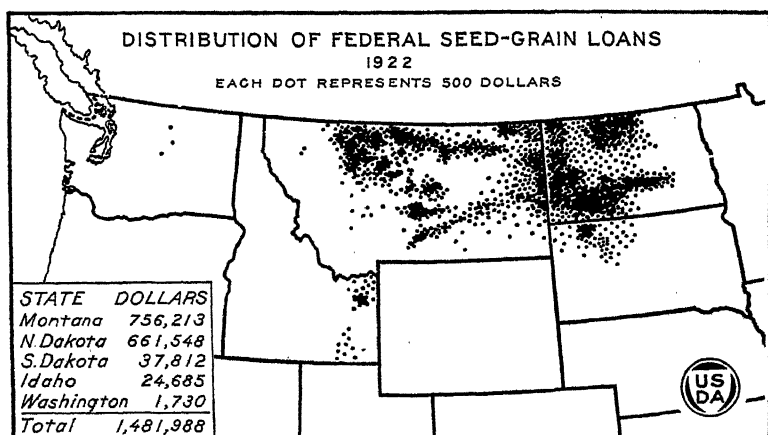 DISTRIBUTION OF FEDERAL SEED-GRAIN LOANS
1922
EACH DOT REPRESENTS 500 DOLLARS
STATE DOLLARS
Montana 756,213
N.Dakota 661,548
S.Dakota 37,812
Idaho 24,685
Washington 1,730
Total 1,481,988
US
DA